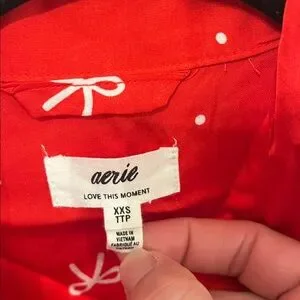 aerie
LOVE THIS MOMENT
XXS
TTP
MADE IN
VIETNAM
FABRIQUÉ AU